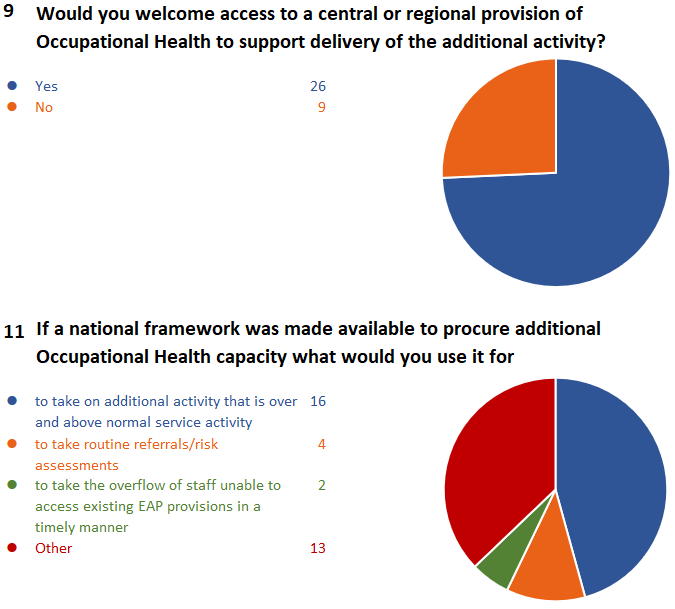 9 Would you welcome access to a central or regional provision of
Occupational Health to support delivery of the additional activity?
Yes 26
No 9
11 If a national framework was made available to procure additional
Occupational Health capacity what would you use it for
to take on additional activity that is over 16
and above normal service activity
to take routine referrals/risk 4
assessments
to take the overflow of staff unable to 2
access existing EAP provisions in a
timely manner
Other 13